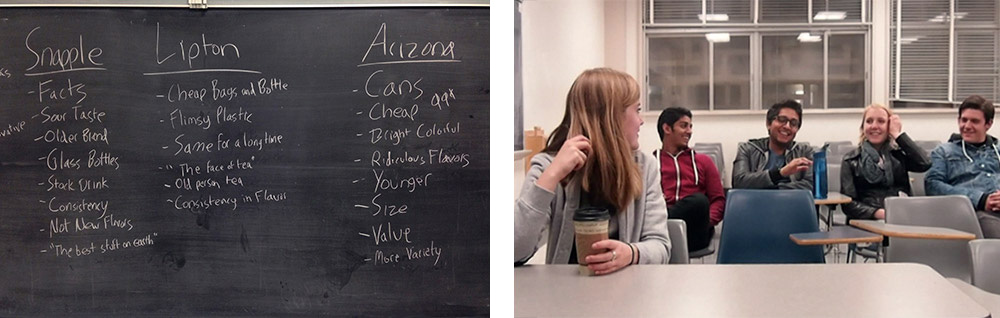 Snapple
- Facts
- Sour Taste
- Older Brand
- Glass Bottles
- Stock Drink
- Consistency
- Not New Flavors
- "The best stuff on earth"
Lipton
- Cheap Bags and Bottle
- Flimsy Plastic
- Same for a long time
- "The face of tea"
- Old person tea
- Consistency in Flavor
Arizona
- Cans
- Cheap 99¢
- Bright Colorful
- Ridiculous Flavors
- Younger
- Size
- Value
- More Variety